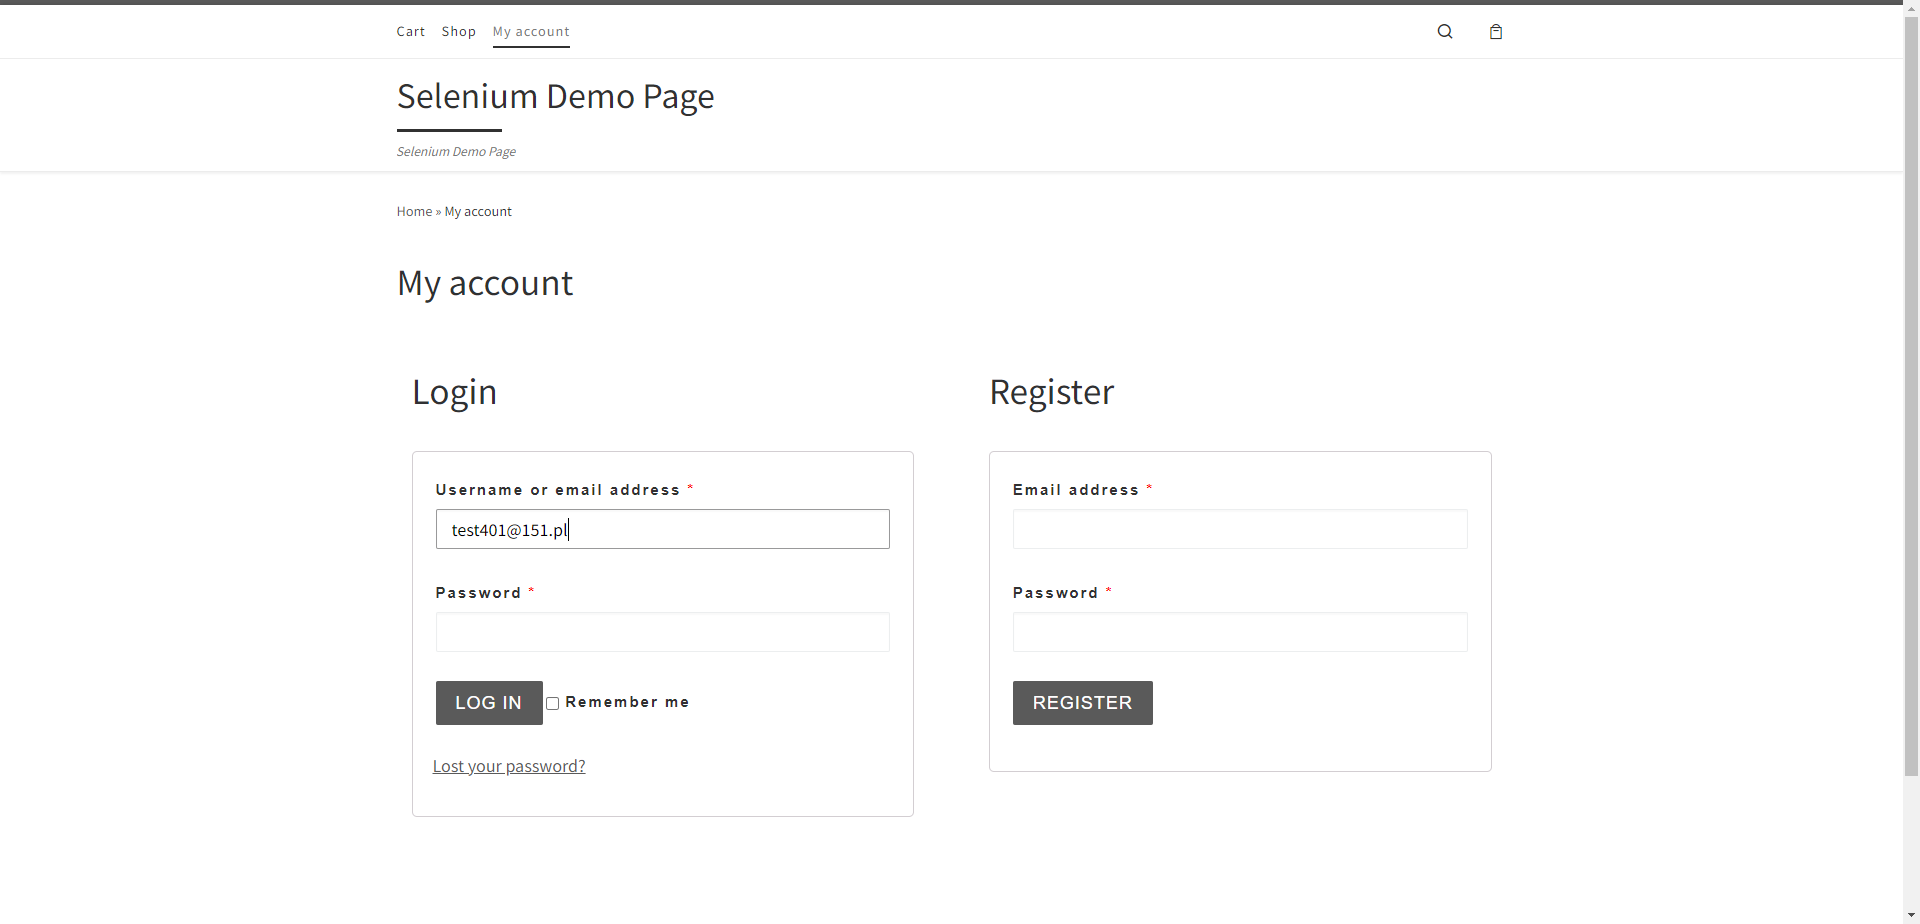 Cart Shop My account
Selenium Demo Page
Selenium Demo Page
Home » My account
My account
Login
Username or email address *
test401@151.pl
Password *
LOG IN Remember me
Lost your password?
Register
Email address *
Password *
REGISTER